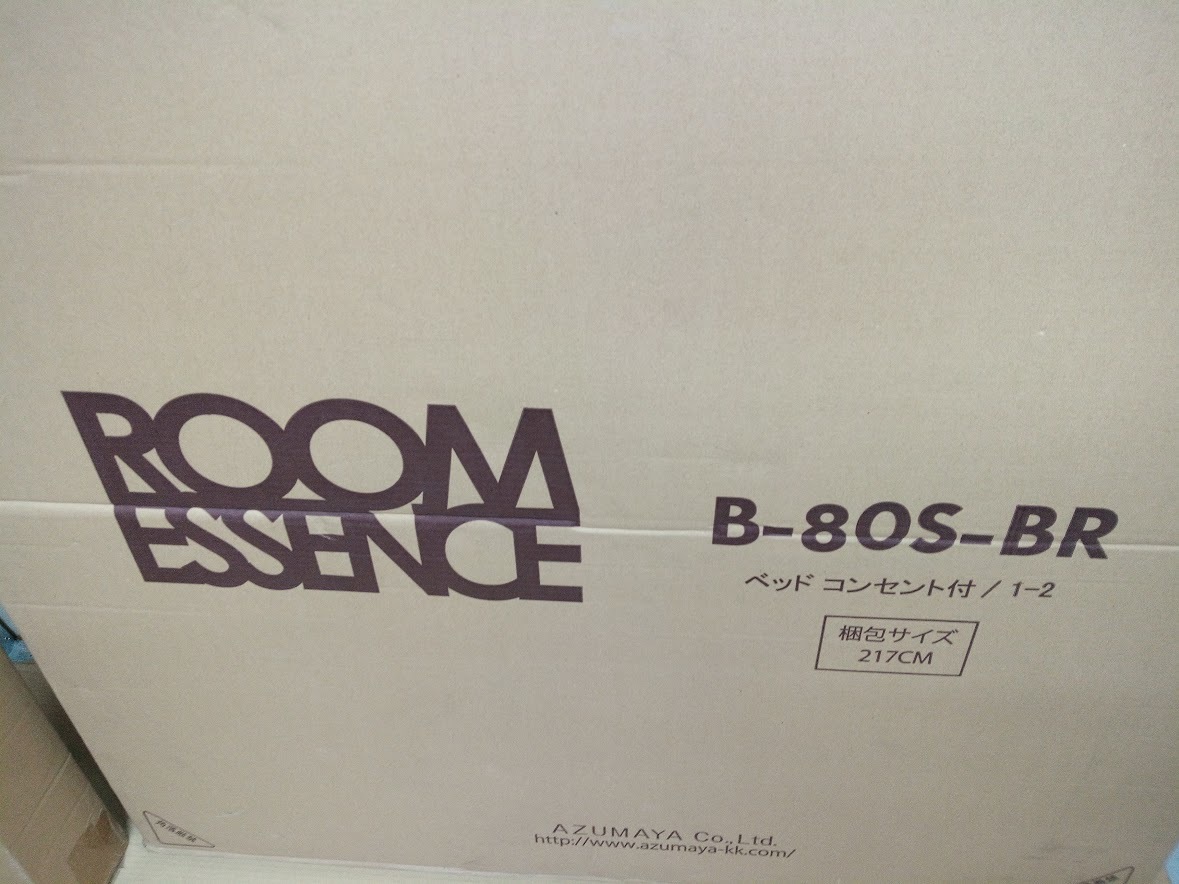 ROOM
ESSENCE
B-80S-BR
ベッド コンセント付 / 1-2
梱包サイズ
217CM
AZUMAYA Co.,Ltd.
http://www.azumaya-kk.com/